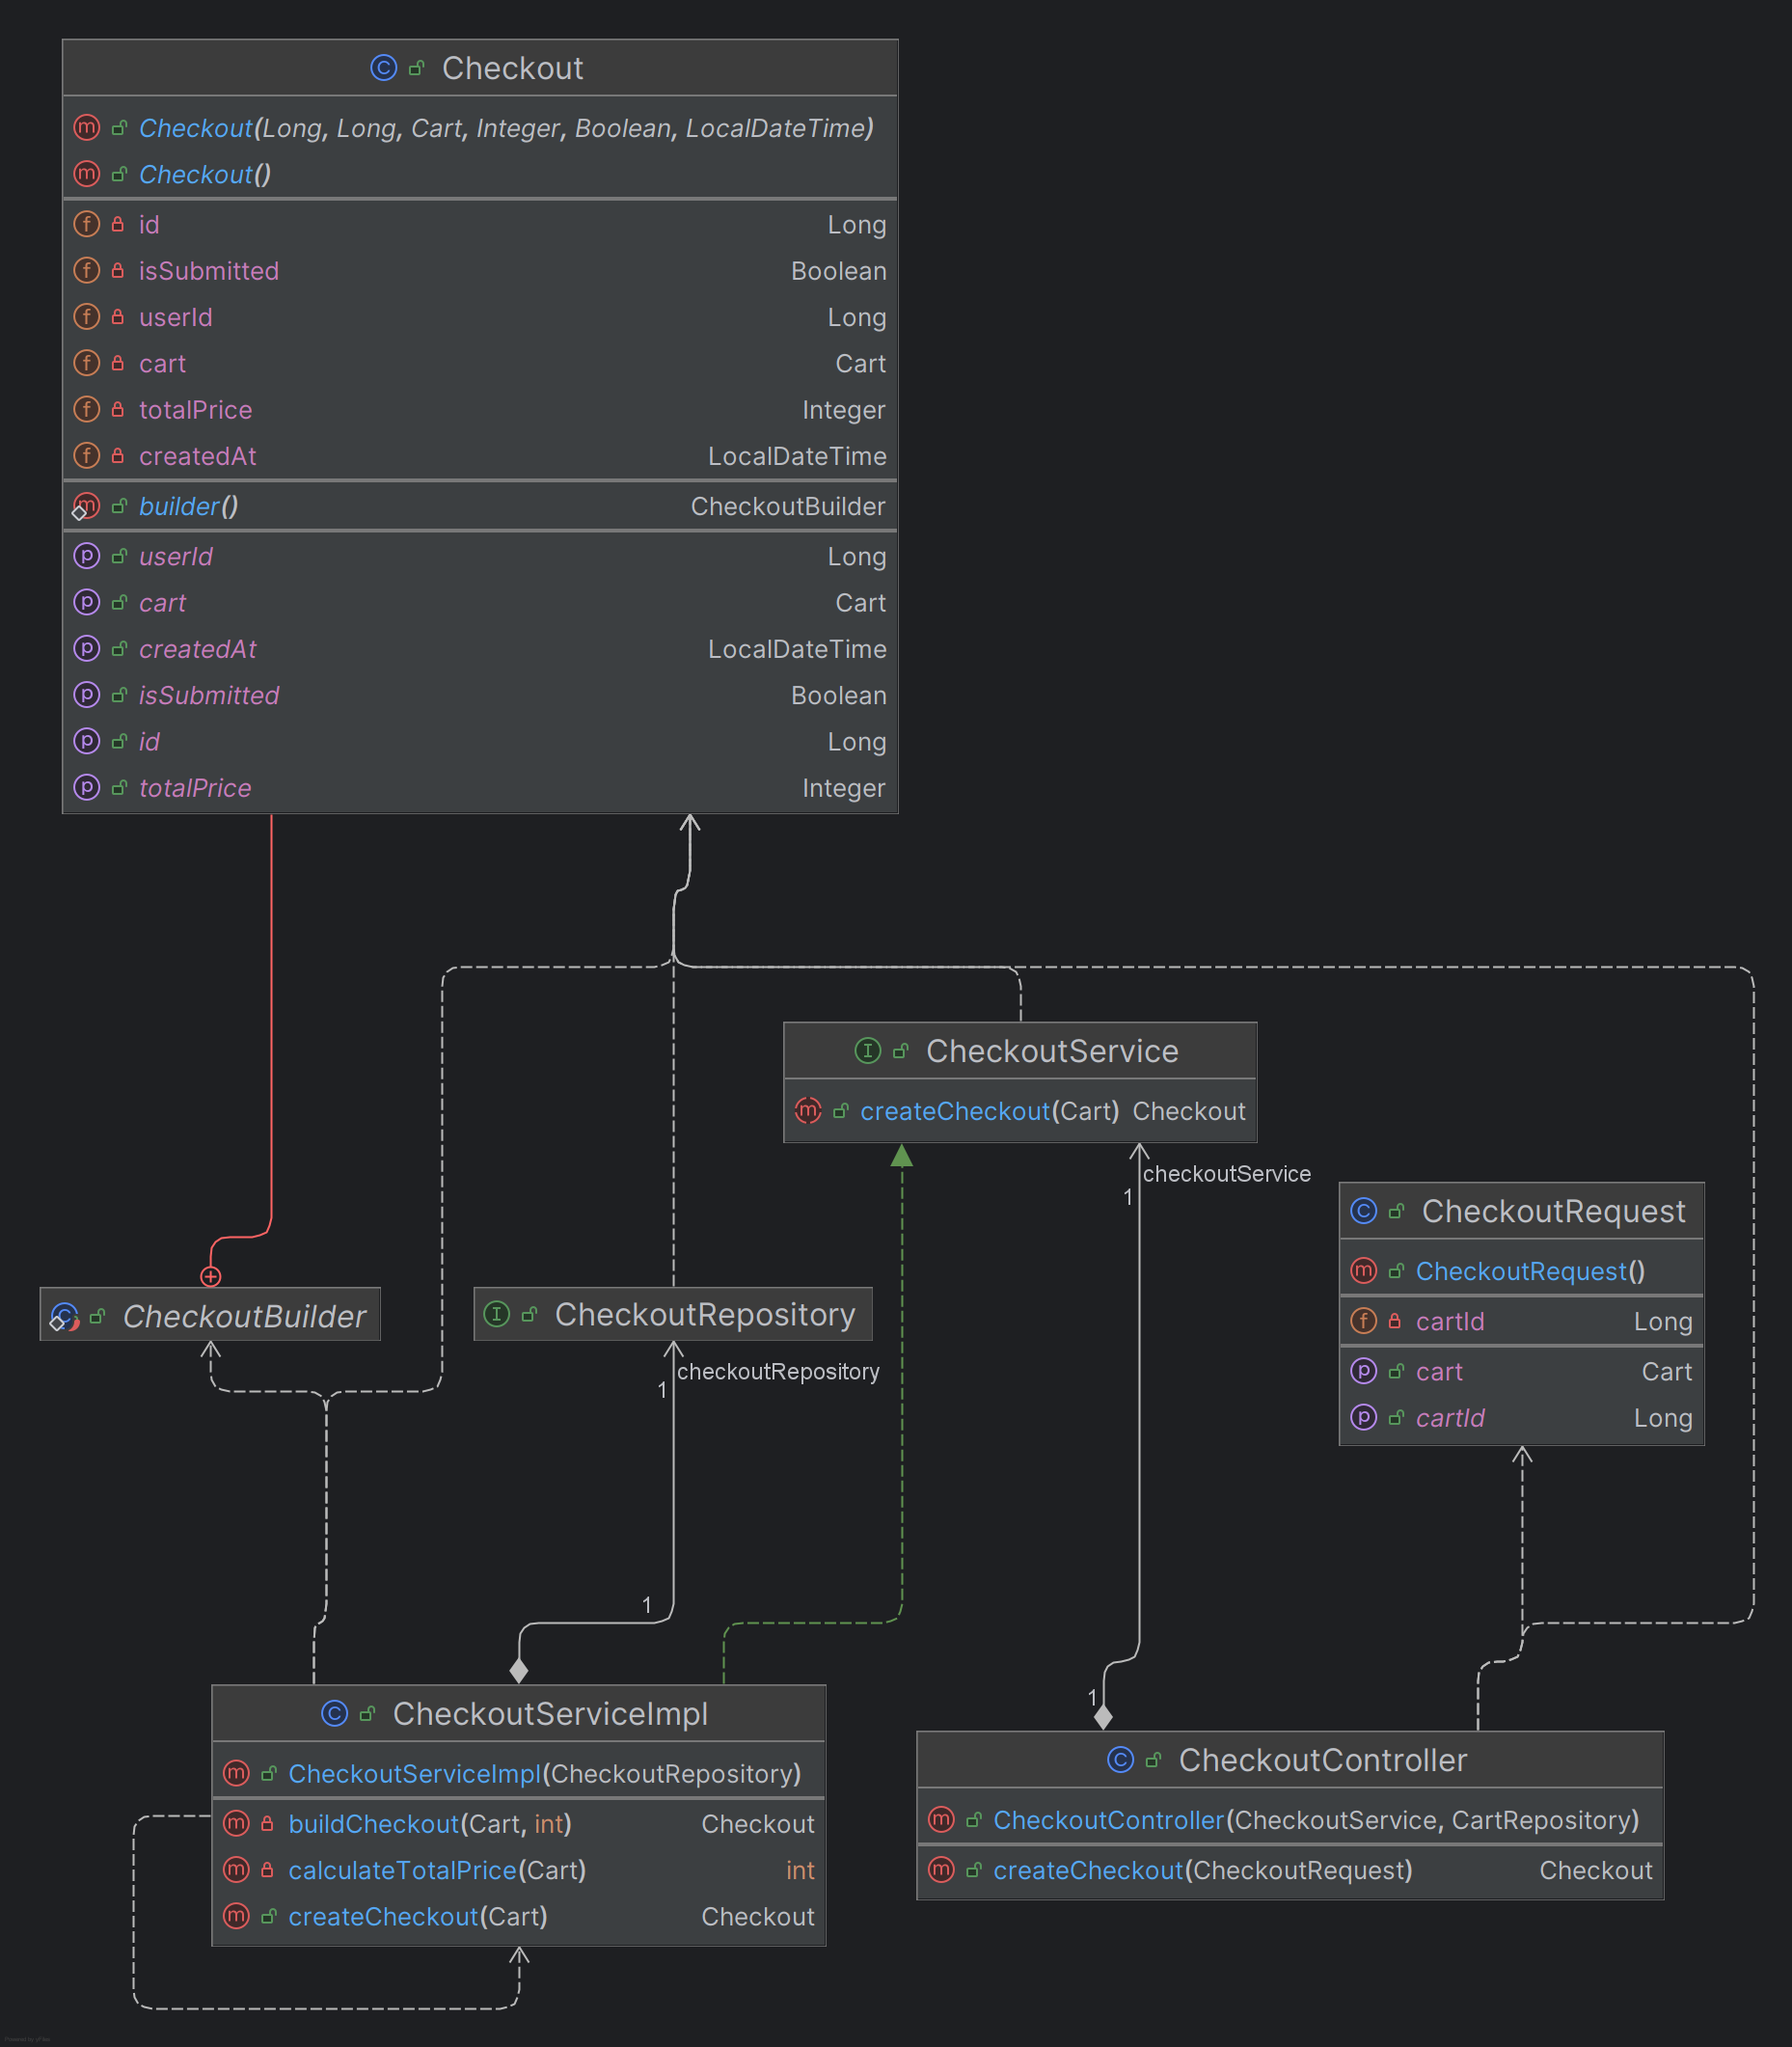 Checkout
Checkout(Long, Long, Cart, Integer, Boolean, LocalDateTime)
Checkout()
id Long
isSubmitted Boolean
userId Long
cart Cart
totalPrice Integer
createdAt LocalDateTime
builder() CheckoutBuilder
userId Long
cart Cart
createdAt LocalDateTime
isSubmitted Boolean
id Long
totalPrice Integer
CheckoutService
createCheckout(Cart) Checkout
checkoutService
1
CheckoutRequest
CheckoutRequest()
cartId Long
cart Cart
cartId Long
CheckoutBuilder
CheckoutRepository
checkoutRepository
1
1
1
CheckoutServiceImpl
CheckoutServiceImpl(CheckoutRepository)
buildCheckout(Cart, int) Checkout
calculateTotalPrice(Cart) int
createCheckout(Cart) Checkout
CheckoutController
CheckoutController(CheckoutService, CartRepository)
createCheckout(CheckoutRequest) Checkout